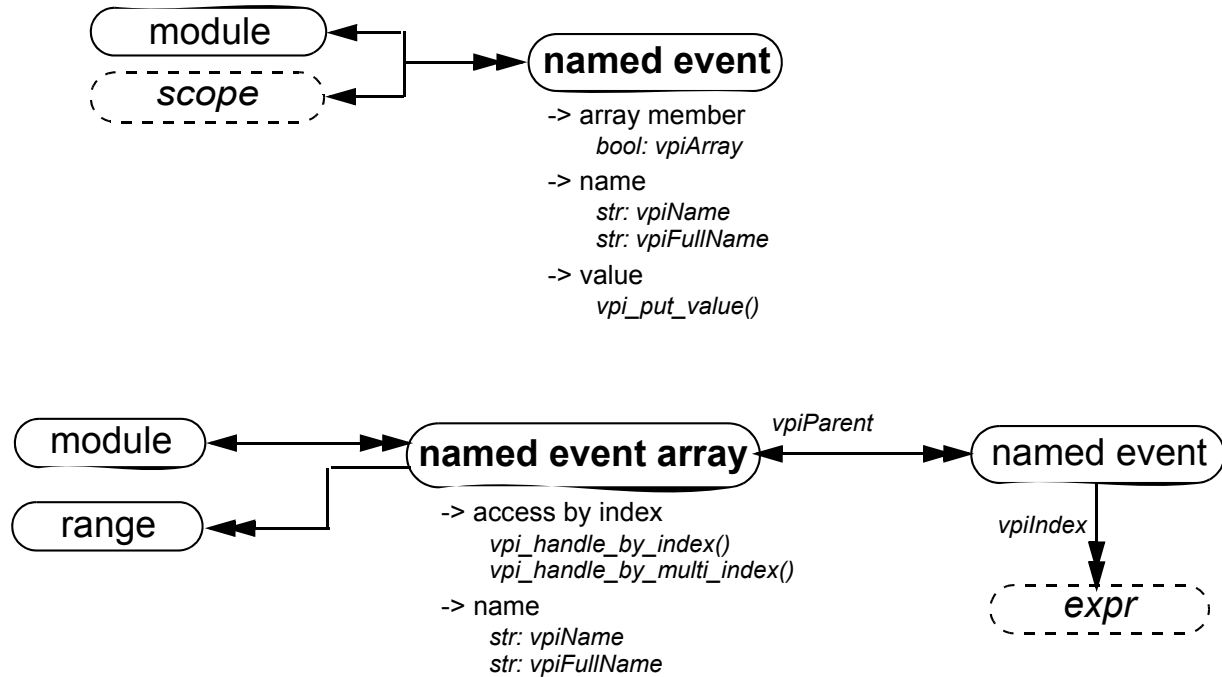 module
scope
named event
-> array member
bool: vpiArray
-> name
str: vpiName
str: vpiFullName
-> value
vpi_put_value()
module
range
named event array
vpiParent
named event
-> access by index
vpi_handle_by_index()
vpi_handle_by_multi_index()
-> name
str: vpiName
str: vpiFullName
vpiIndex
expr